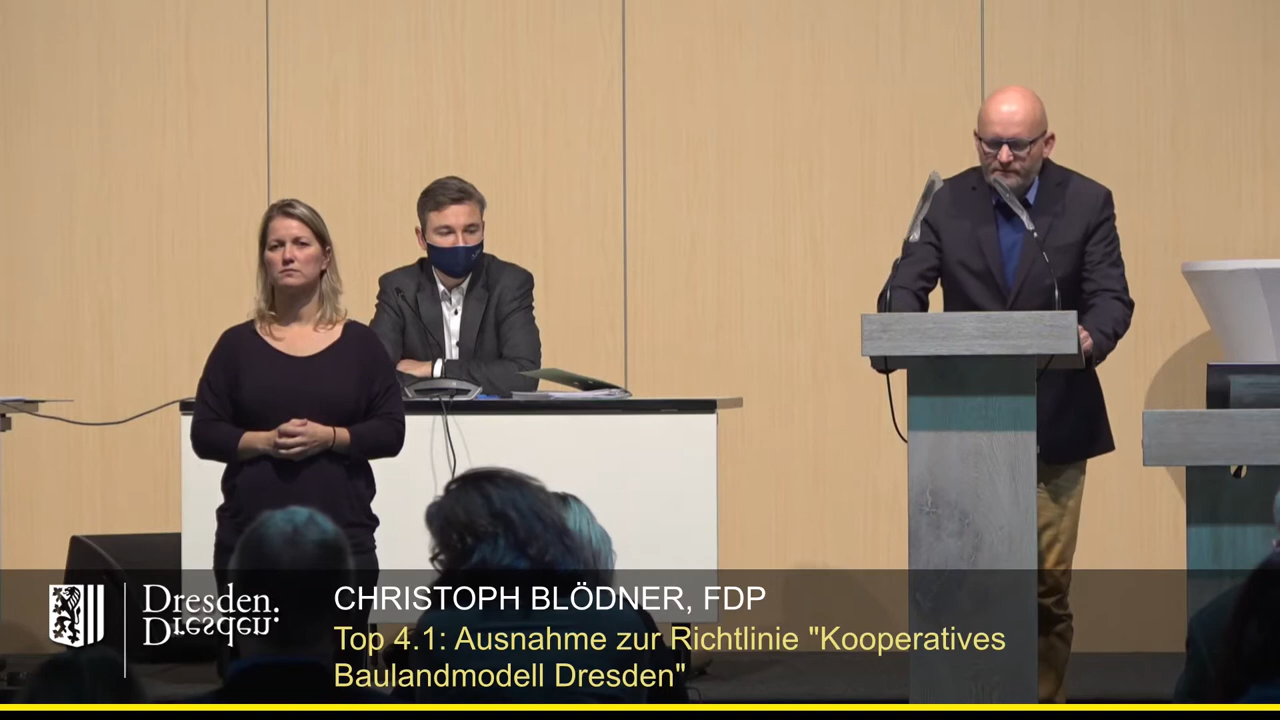 Dresden.
Dresden.
CHRISTOPH BLÖDNER, FDP
Top 4.1: Ausnahme zur Richtlinie "Kooperatives
Baulandmodell Dresden"